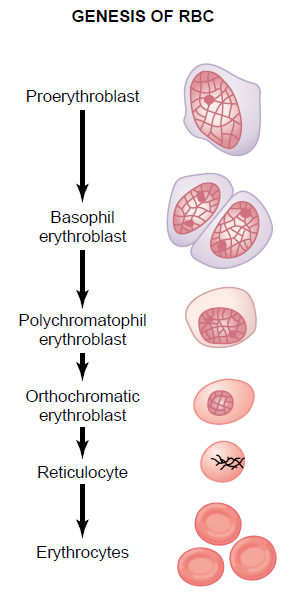 GENESIS OF RBC
Proerythroblast
Basophil
erythroblast
Polychromatophil
erythroblast
Orthochromatic
erythroblast
Reticulocyte
Erythrocytes